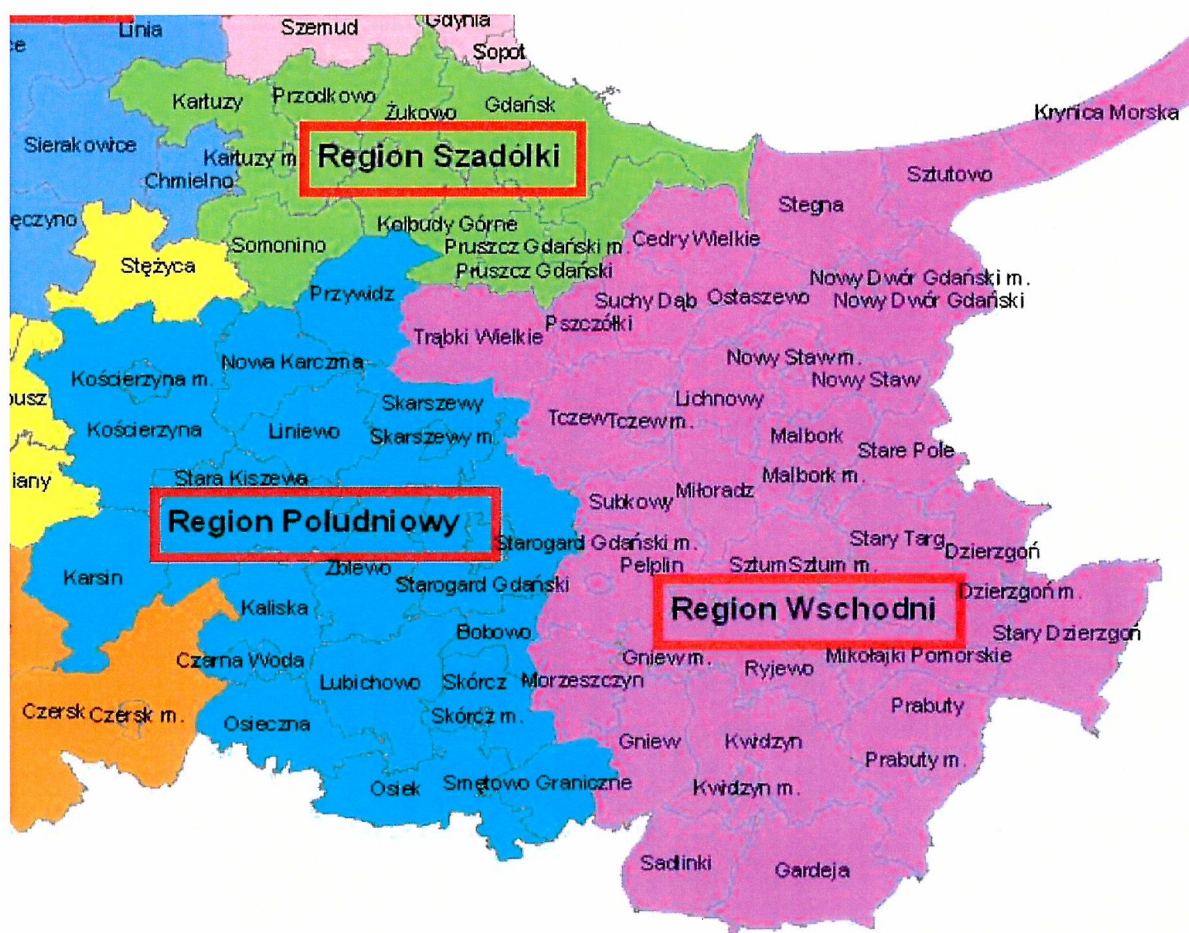 Linia
Szemud
Gdynia
Sopot
ce
Kartuzy
Przodkowo
Żukowo
Gdańsk
Krynica Morska
Sierakowice
Kartuzy m.
Region Szadółki
Chmielno
Sztutowo
Stegna
ęczyno
Somonino
Kolbudy Górne
Pruszcz Gdański m.
Pruszcz Gdański
Cedry Wielkie
Stężyca
Przywidz
Suchy Dąb
Ostaszewo
Nowy Dwór Gdański m.
Nowy Dwór Gdański
Trąbki Wielkie
Pszczółki
Nowa Karczma
Nowy Staw m.
Nowy Staw
Kościerzyna m.
Skarszewy
Lichnowy
busz
Kościerzyna
Liniewo
Skarszewy m.
Tczew
Tczew m.
Malbork
Stare Pole
iany
Stara Kiszewa
Malbork m.
Subkowy
Miłoradz
Region Południowy
Starogard Gdański m.
Stary Targ
Dzierzgoń
Karsin
Zblewo
Starogard Gdański
Pelplin
Sztum
Sztum m.
Dzierzgoń m.
Kaliska
Region Wschodni
Bobowo
Stary Dzierzgoń
Czarna Woda
Lubichowo
Skórcz
Morzeszczyn
Gniew m.
Ryjewo
Mikołajki Pomorskie
Czersk
Czersk m.
Osieczna
Skórcz m.
Prabuty
Gniew
Kwidzyn
Prabuty m.
Osiek
Smętowo Graniczne
Kwidzyn m.
Sadlinki
Gardeja